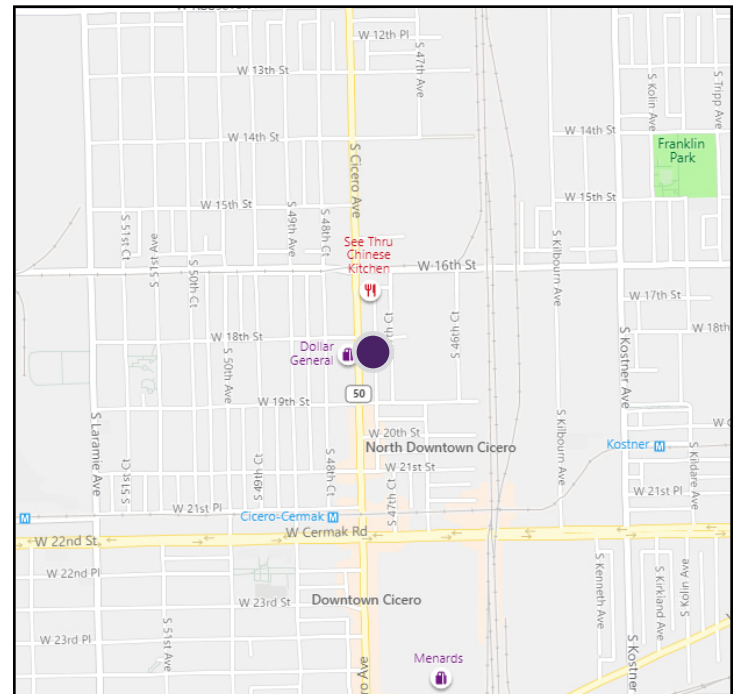 W 12th Pl
S 47th Ave
W 13th St
S Kolin Ave
S Tripp Ave
W 14th St
W 14th St
Franklin
Park
S Cicero Ave
W 15th St
W 15th St
S 49th Ave
S 48th Ct
S 51st Ct
S 51st Ave
S 50th Ct
See Thru
Chinese
Kitchen
W 16th St
S Kilbourn Ave
W 17th St
W 18th St
W 18th
Dollar
General
S 46th Ct
S Kostner Ave
S 50th Ave
50
W 19th St
S Laramie Ave
W 20th St
North Downtown Cicero
Kostner M
S Kilbourn Ave
S Kildare Ave
W 21st St
S 51st Ct
S 49th Ct
S 48th Ct
S 47th Ct
W 21st Pl
W 21st Pl
M
Cicero-Cermak M
W 22nd St
W Cermak Rd
W 22nd Pl
S Kenneth Ave
S Kirkland Ave
S Kolin Ave
W 23rd St
Downtown Cicero
S 51st Ave
W 23rd Pl
S Kostner
Menards